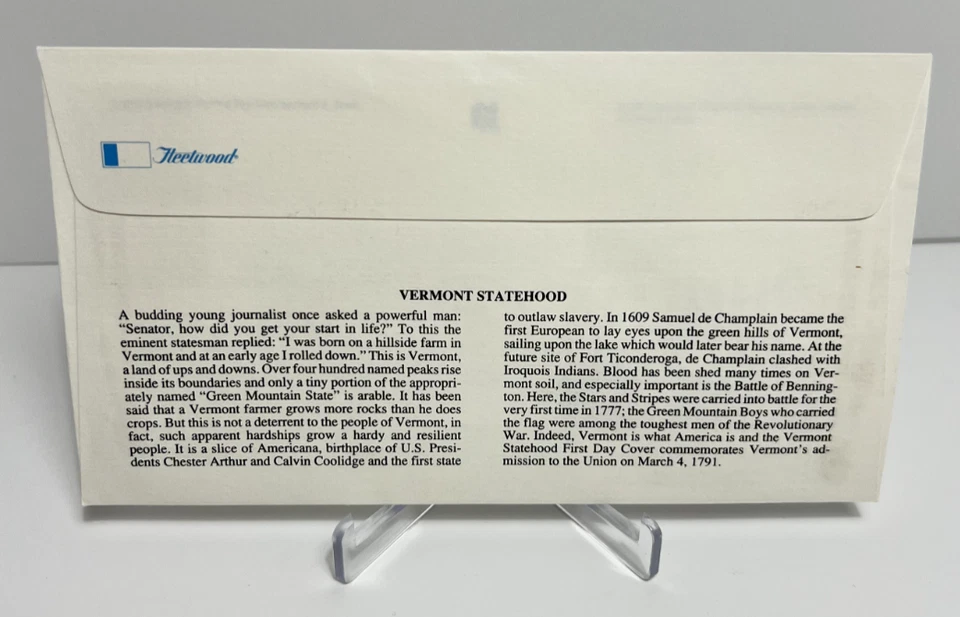 Fleetwood
VERMONT STATEHOOD
A budding young journalist once asked a powerful man:
“Senator, how did you get your start in life?” To this the
eminent statesman replied: “I was born on a hillside farm in
Vermont and at an early age I rolled down.” This is Vermont,
a land of ups and downs. Over four hundred named peaks rise
inside its boundaries and only a tiny portion of the appropri-
ately named “Green Mountain State” is arable. It has been
said that a Vermont farmer grows more rocks than he does
crops. But this is not a deterrent to the people of Vermont, in
fact, such apparent hardships grow a hardy and resilient
people. It is a slice of Americana, birthplace of U.S. Presi-
dents Chester Arthur and Calvin Coolidge and the first state
to outlaw slavery. In 1609 Samuel de Champlain became the
first European to lay eyes upon the green hills of Vermont,
sailing upon the lake which would later bear his name. At the
future site of Fort Ticonderoga, de Champlain clashed with
Iroquois Indians. Blood has been shed many times on Ver-
mont soil, and especially important is the Battle of Benning-
ton. Here, the Stars and Stripes were carried into battle for the
very first time in 1777; the Green Mountain Boys who carried
the flag were among the toughest men of the Revolutionary
War. Indeed, Vermont is what America is and the Vermont
Statehood First Day Cover commemorates Vermont's ad-
mission to the Union on March 4, 1791.